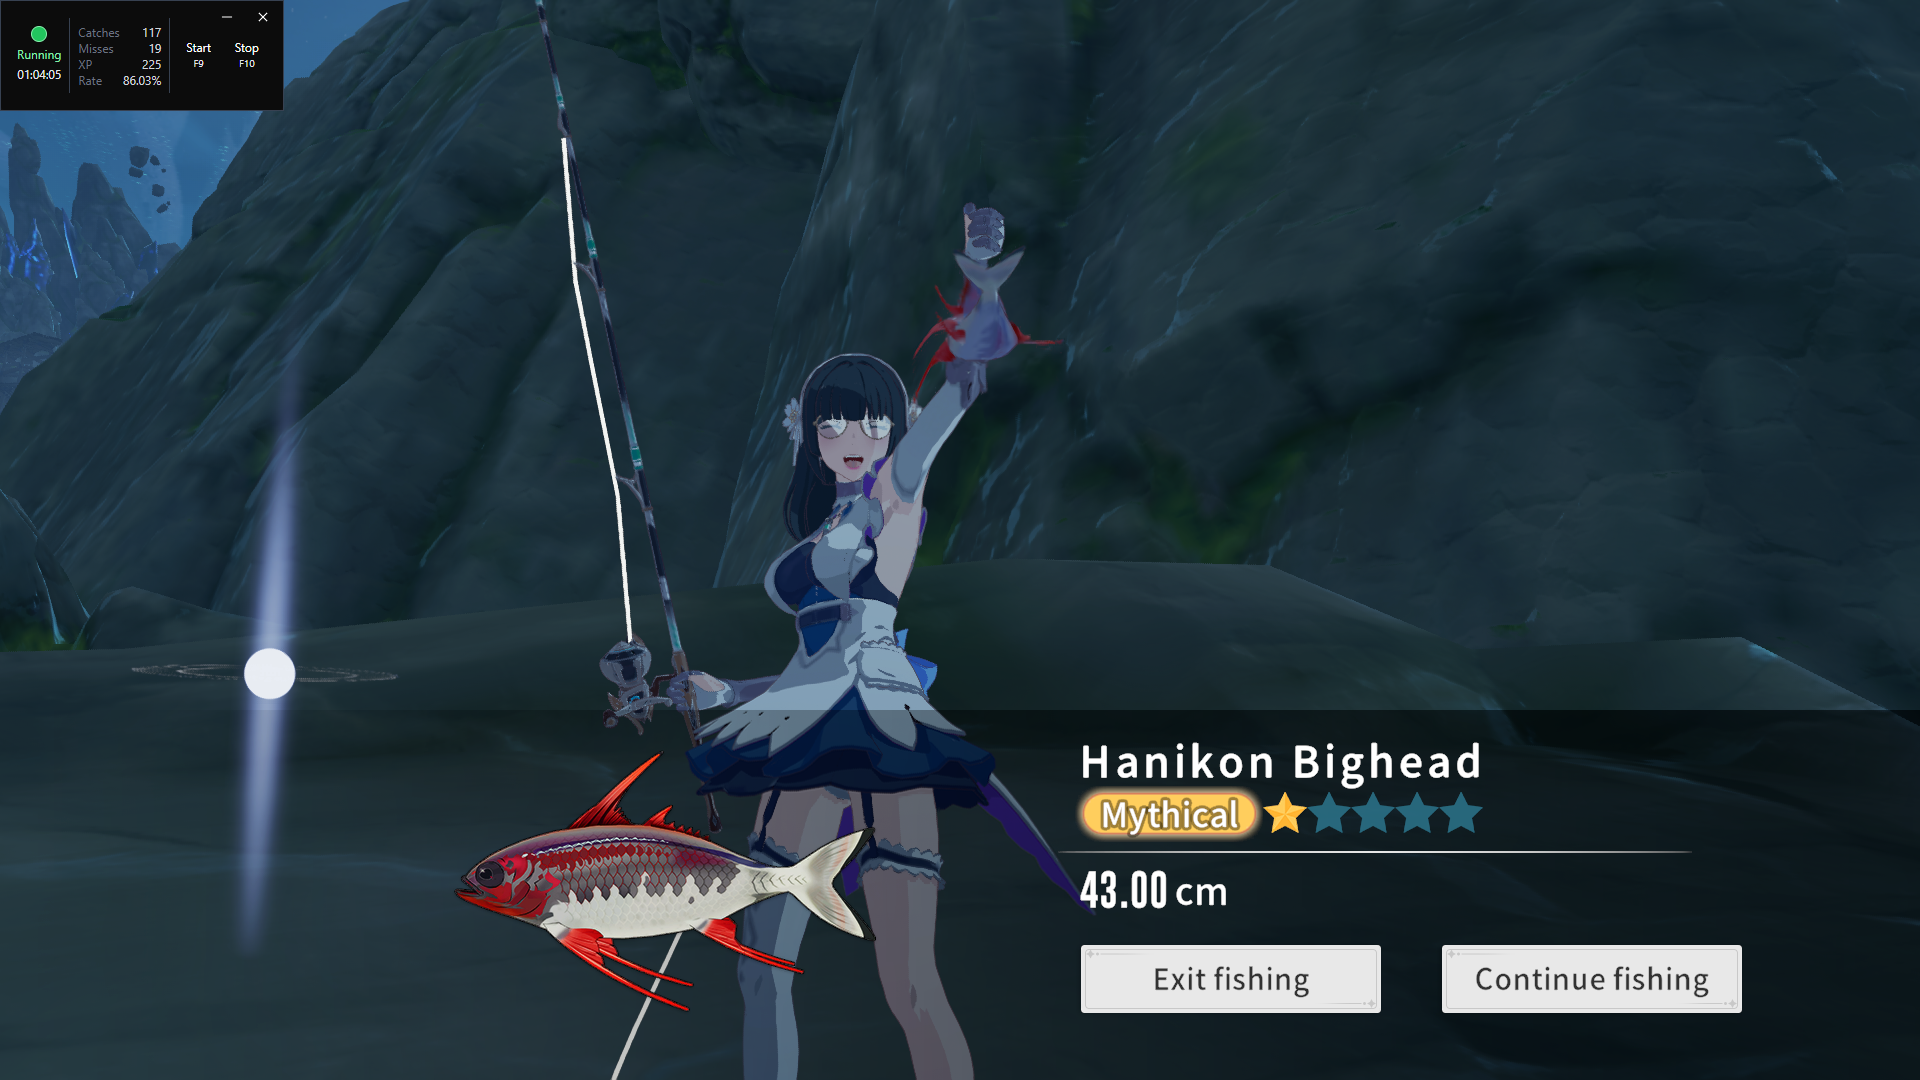 Running
01:04:05
Catches 117
Misses 19
XP 225
Rate 86.03%
Start
F9
Stop
F10
Hanikon Bighead
Mythical
43.00 cm
Exit fishing
Continue fishing